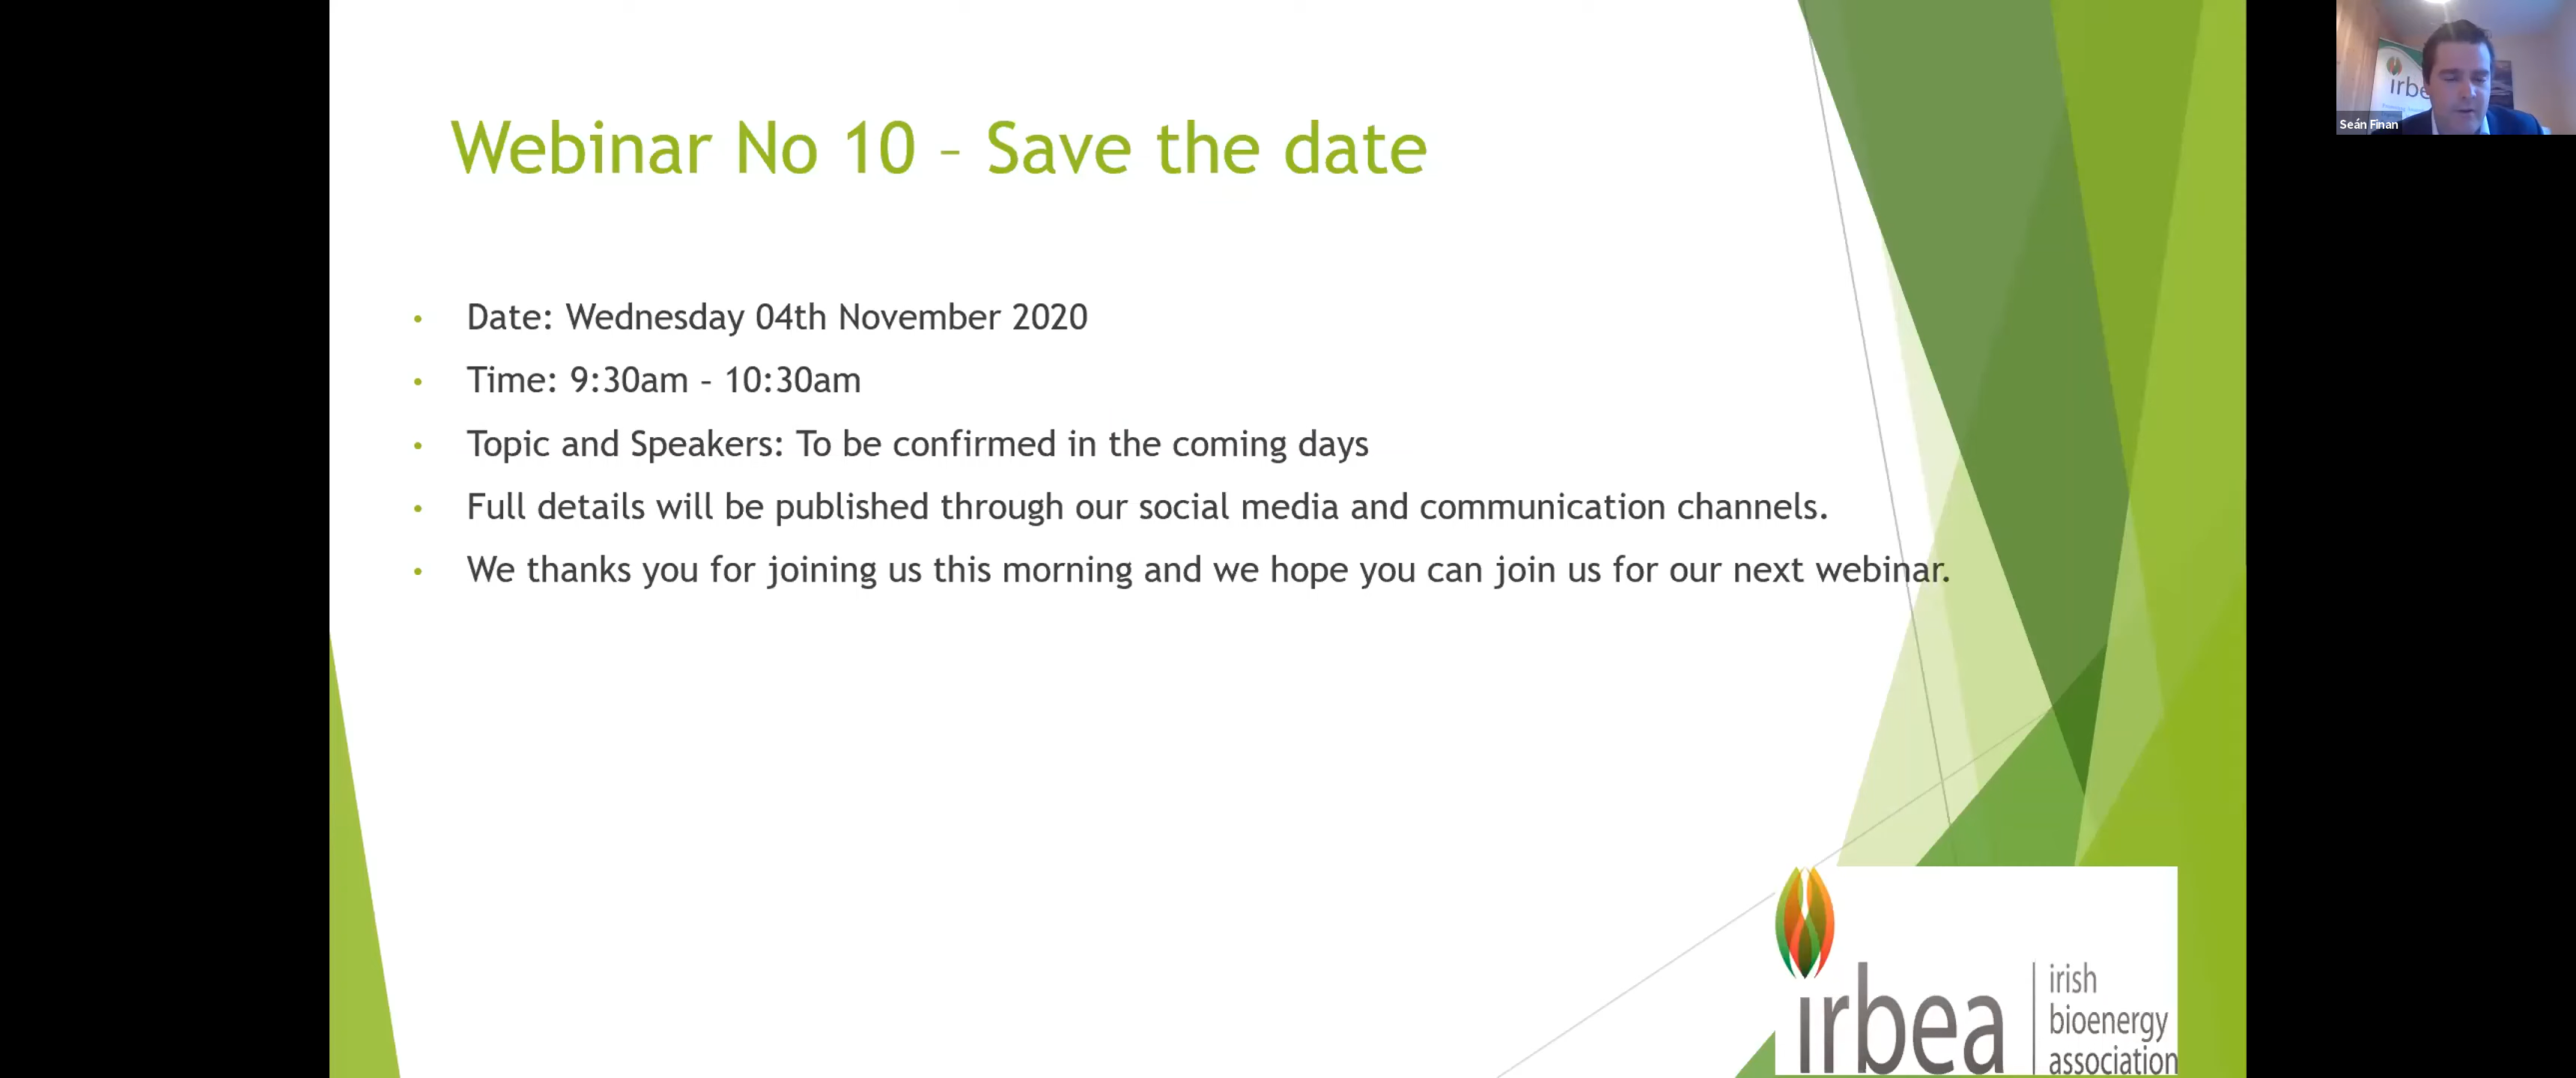 Webinar No 10 – Save the date
• Date: Wednesday 04th November 2020
• Time: 9:30am – 10:30am
• Topic and Speakers: To be confirmed in the coming days
• Full details will be published through our social media and communication channels.
• We thanks you for joining us this morning and we hope you can join us for our next webinar.
irbe
Seán Finan
irbea
irish
bioenergy
association